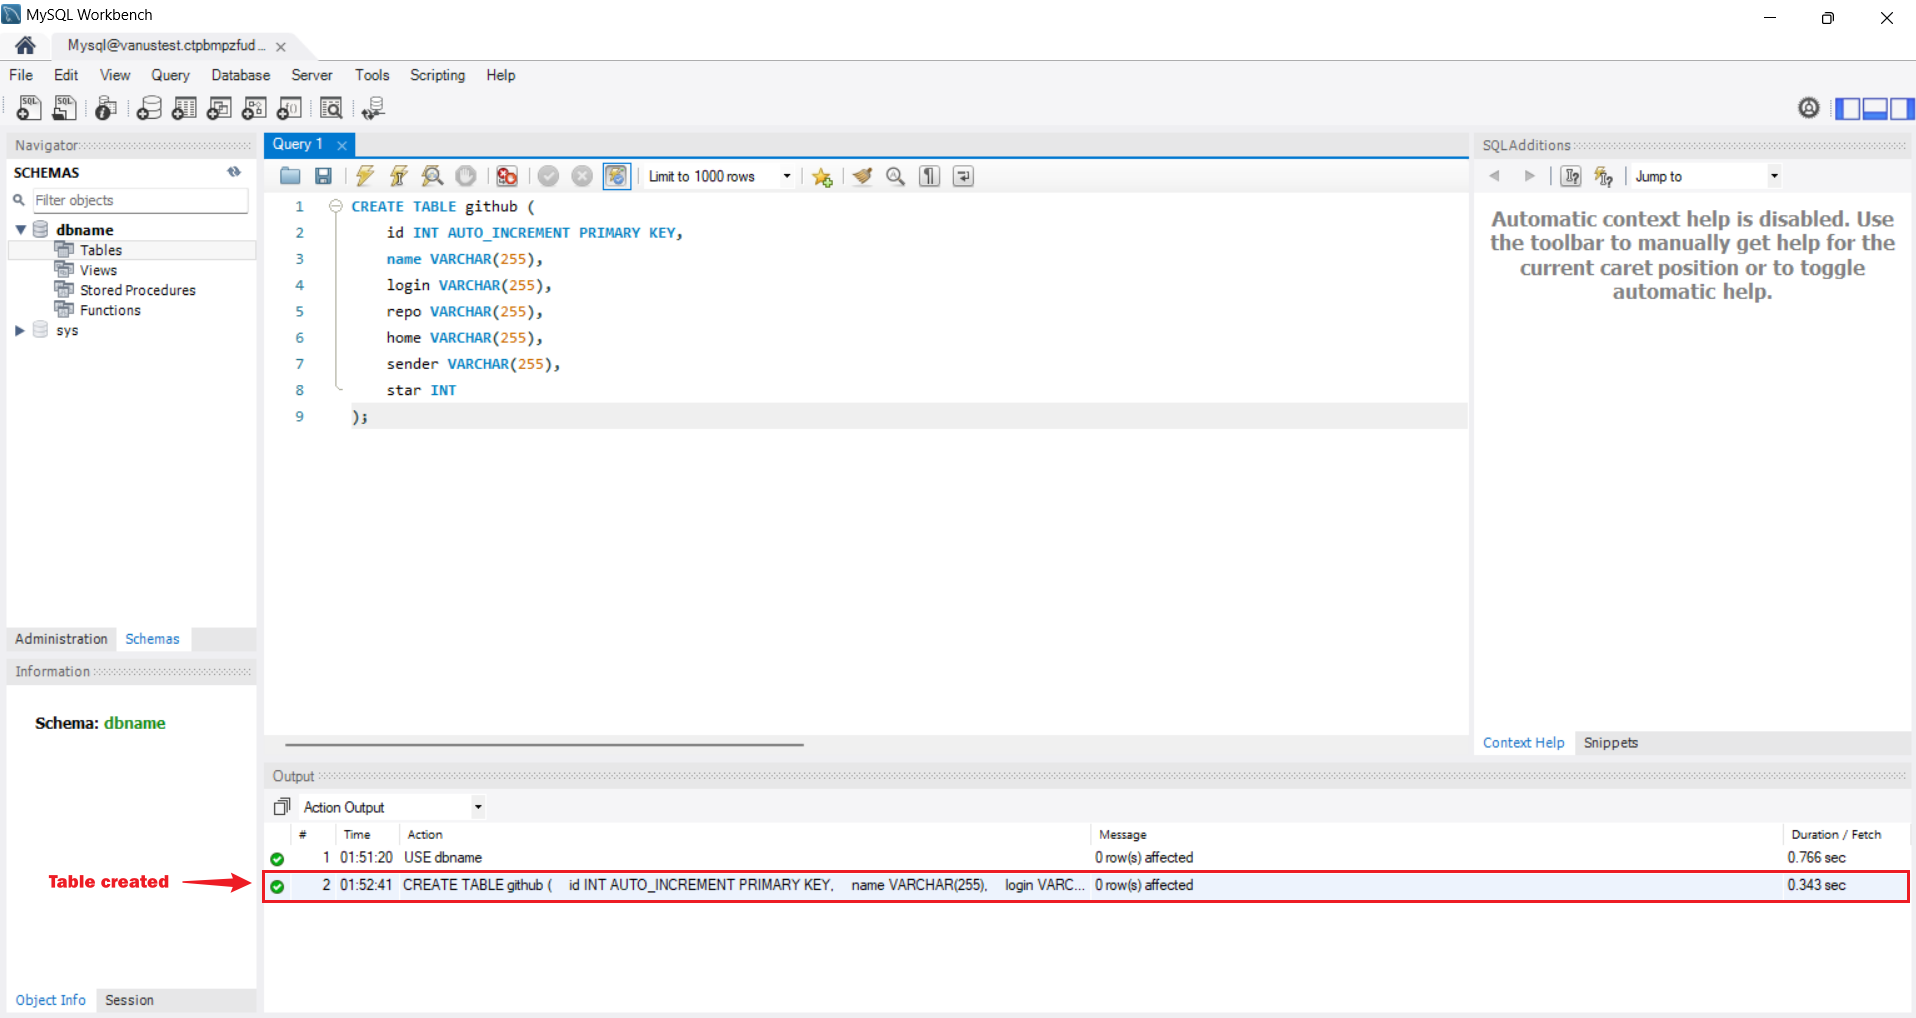 MySQL Workbench
Mysql@vanustest.ctpbmpzfud...
File Edit View Query Database Server Tools Scripting Help
Navigator
SCHEMAS
Filter objects
dbname
Tables
Views
Stored Procedures
Functions
sys
Administration Schemas
Information
Schema: dbname
Object Info Session
Query 1
Limit to 1000 rows
1 CREATE TABLE github (
2 id INT AUTO_INCREMENT PRIMARY KEY,
3 name VARCHAR(255),
4 login VARCHAR(255),
5 repo VARCHAR(255),
6 home VARCHAR(255),
7 sender VARCHAR(255),
8 star INT
9 );
SQLAdditions
Jump to
Automatic context help is disabled. Use
the toolbar to manually get help for the
current caret position or to toggle
automatic help.
Context Help Snippets
Output
Action Output
# Time Action Message Duration / Fetch
1 01:51:20 USE dbname 0 row(s) affected 0.766 sec
Table created
2 01:52:41 CREATE TABLE github ( id INT AUTO_INCREMENT PRIMARY KEY, name VARCHAR(255), login VARC... 0 row(s) affected 0.343 sec